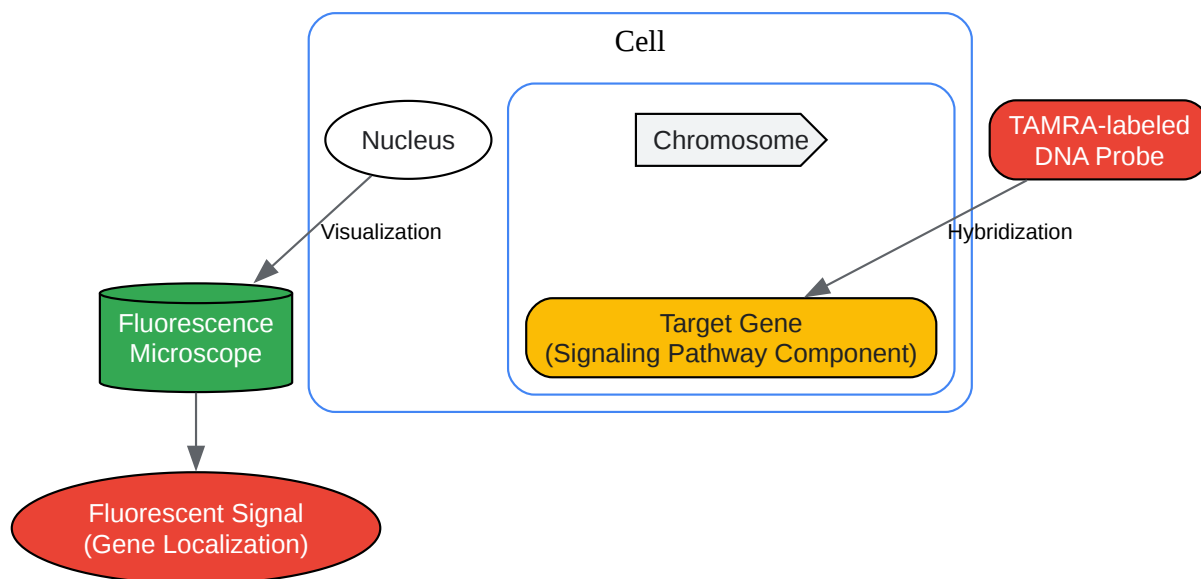 Cell
Nucleus
Chromosome
TAMRA-labeled
DNA Probe
Visualization
Hybridization
Fluorescence
Microscope
Target Gene
(Signaling Pathway Component)
Fluorescent Signal
(Gene Localization)